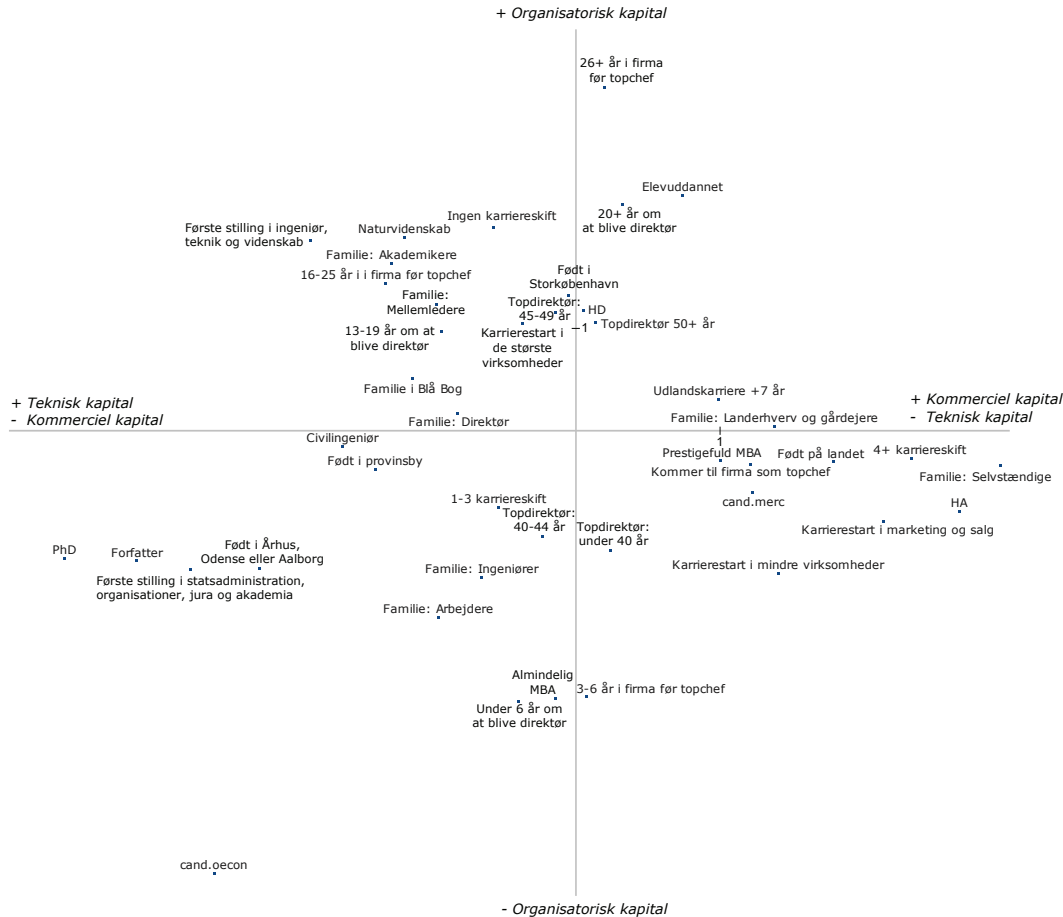 + Organisatorisk kapital
26+ år i firma
før topchef
Elevuddannet
20+ år om
at blive direktør
Ingen karriereskift
Første stilling i ingeniør,
teknik og videnskab
Naturvidenskab
Familie: Akademikere
16-25 år i i firma før topchef
Født i
Storkøbenhavn
Familie:
Mellemledere
Topdirektør:
45-49 år
HD
Topdirektør 50+ år
1
13-19 år om at
blive direktør
Karrierestart i
de største
virksomheder
Familie i Blå Bog
Udlandskarriere +7 år
+ Teknisk kapital
- Kommerciel kapital
+ Kommerciel kapital
- Teknisk kapital
Familie: Direktør
Familie: Landerhverv og gårdejere
1
Civilingeniør
Født i provinsby
Prestigefuld MBA
Født på landet
4+ karriereskift
Kommer til firma som topchef
Familie: Selvstændige
1-3 karriereskift
cand.merc
HA
Topdirektør:
40-44 år
Topdirektør:
under 40 år
Karrierestart i marketing og salg
PhD
Forfatter
Født i Århus,
Odense eller Aalborg
Første stilling i statsadministration,
organisationer, jura og akademia
Familie: Ingeniører
Karrierestart i mindre virksomheder
Familie: Arbejdere
Almindelig
MBA
3-6 år i firma før topchef
Under 6 år om
at blive direktør
cand.oecon
- Organisatorisk kapital